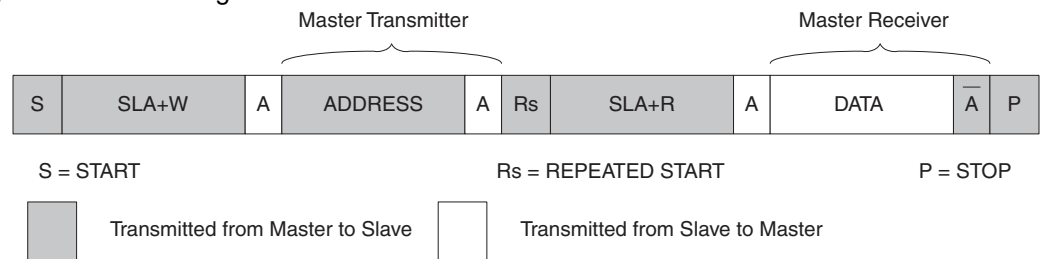 Master Transmitter Master Receiver
S SLA+W A ADDRESS A Rs SLA+R A DATA A̅ P
S = START Rs = REPEATED START P = STOP
Transmitted from Master to Slave Transmitted from Slave to Master